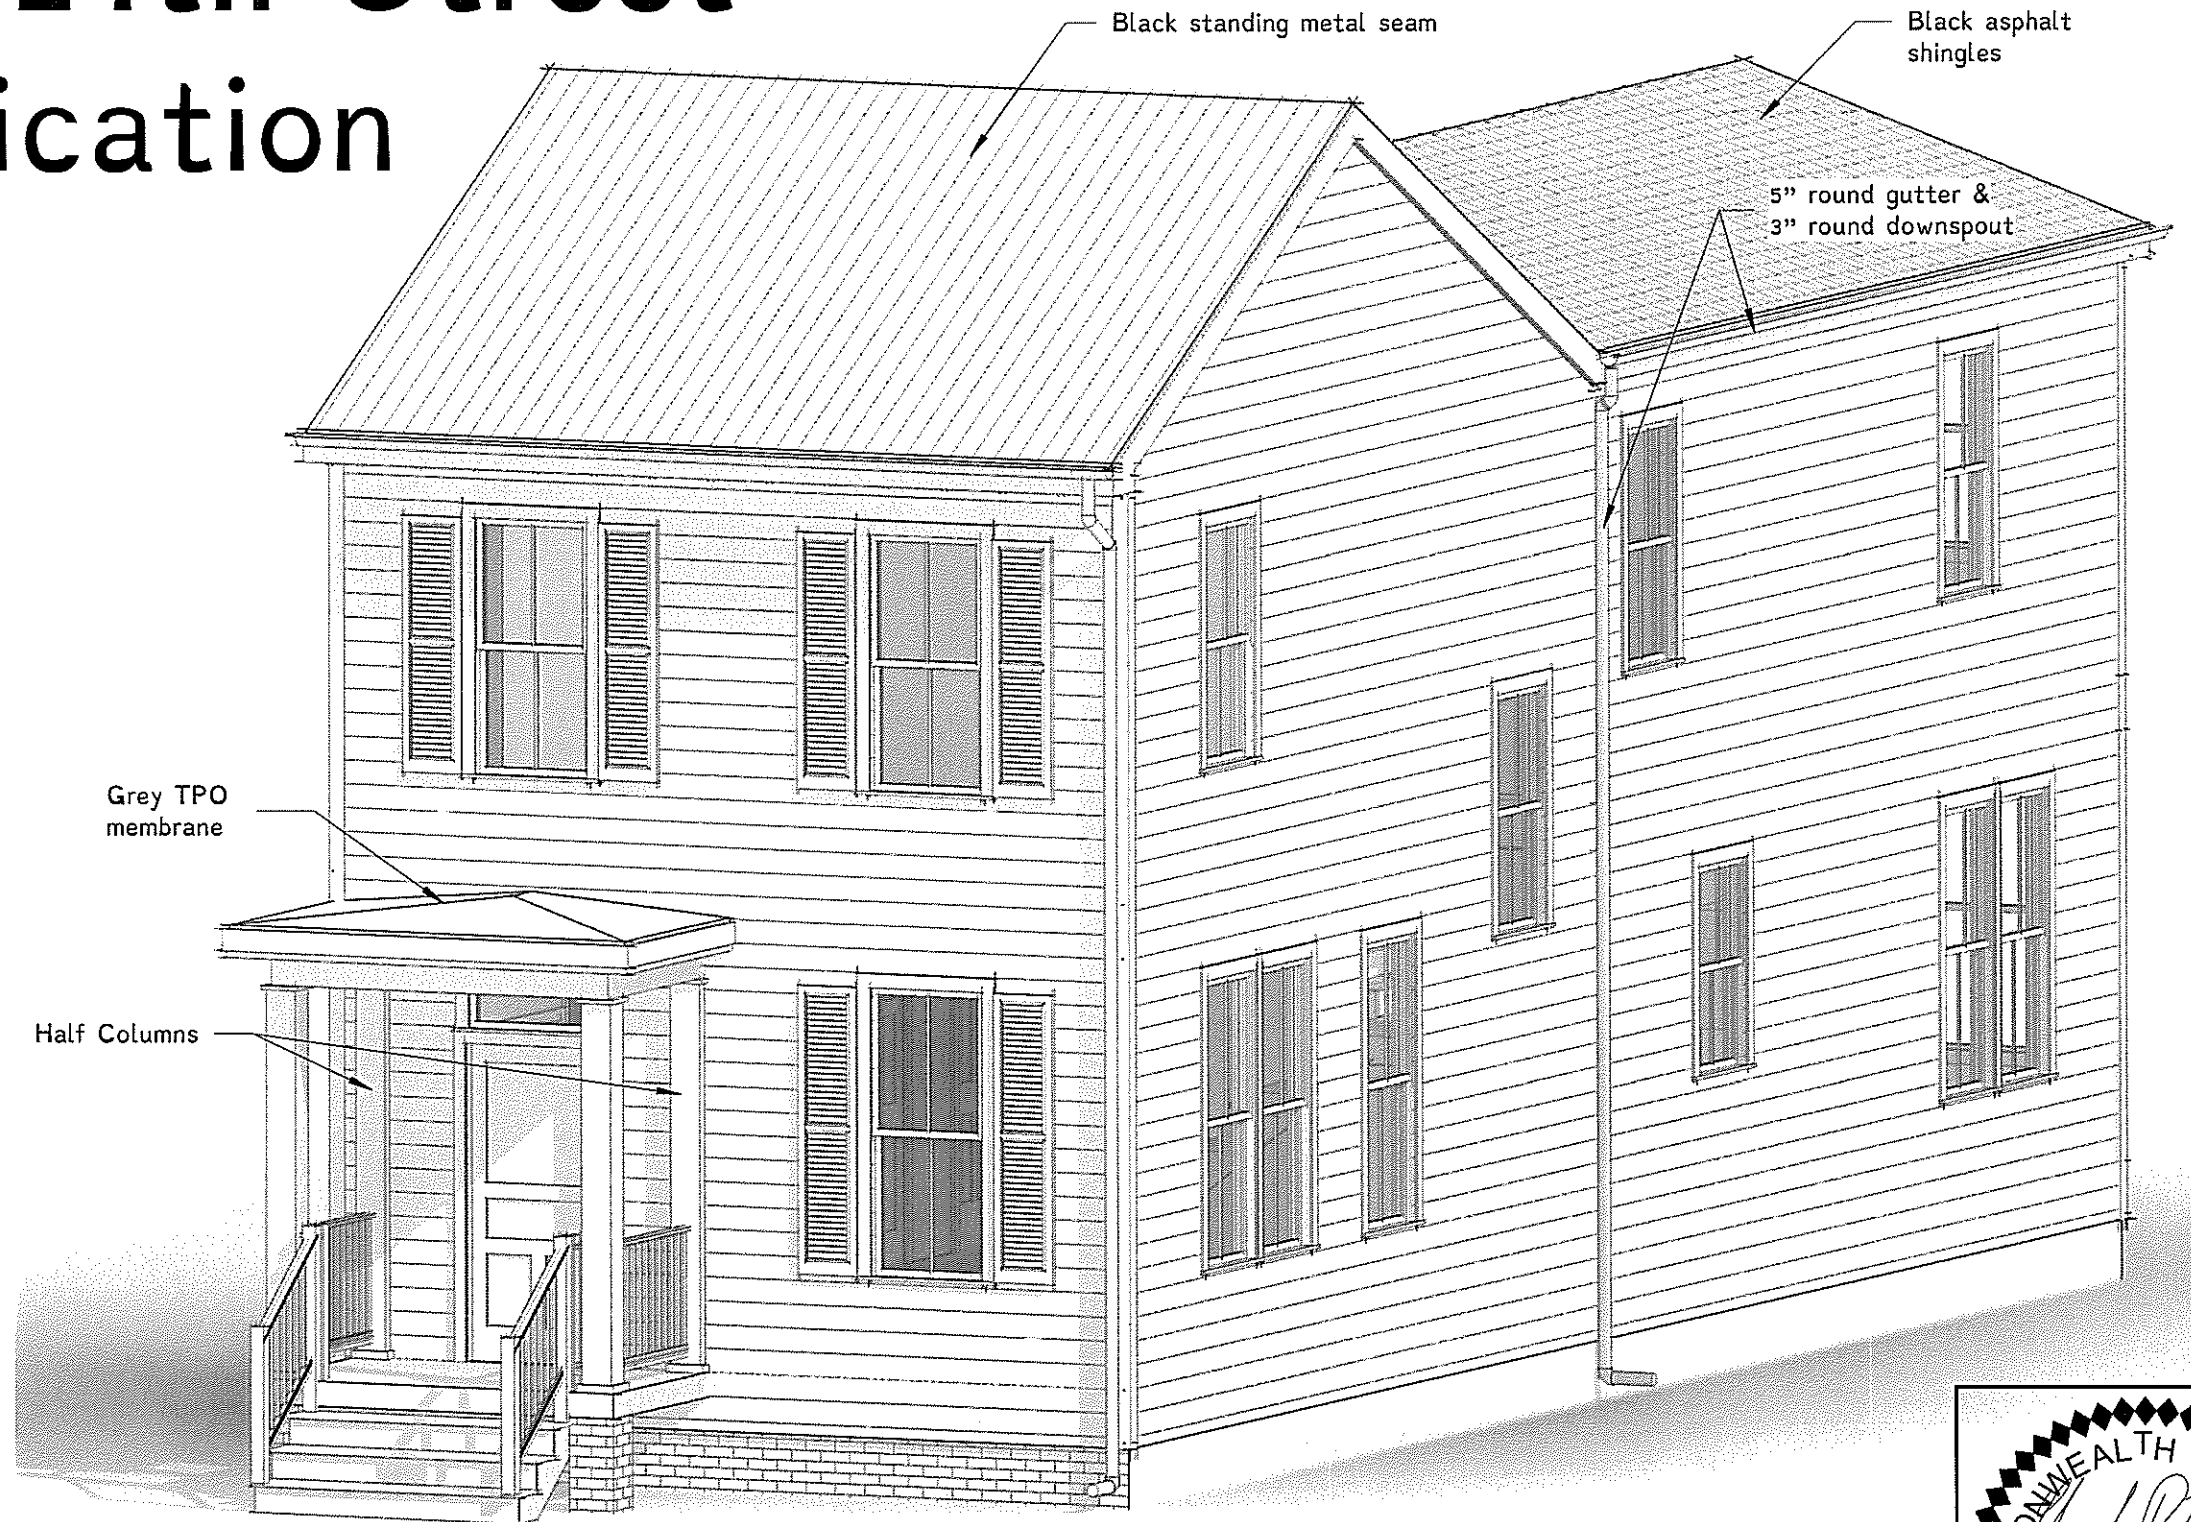 Street
ication
Black standing metal seam
Black asphalt
shingles
5” round gutter &
3” round downspout
Grey TPO
membrane
Half Columns